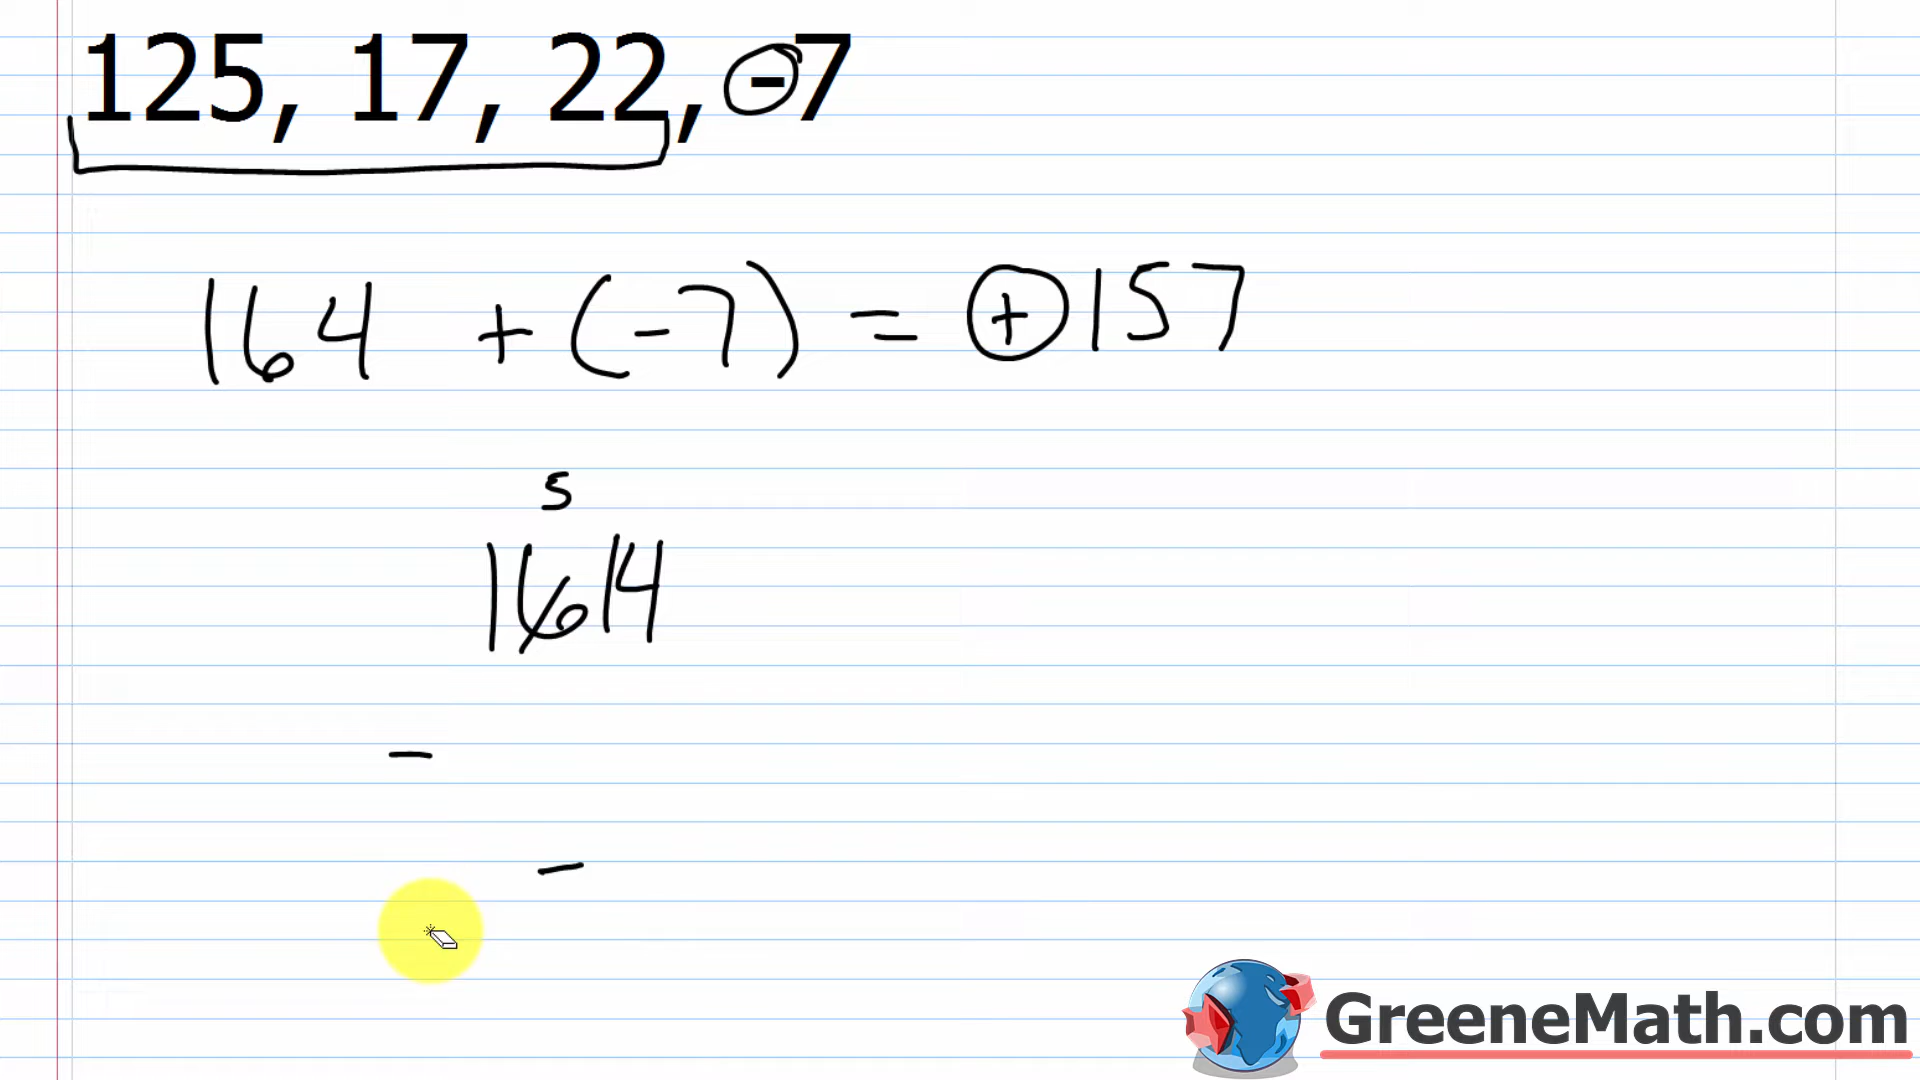 125, 17, 22, -7
164 + (-7) = +157
5
1614
-
-
GreeneMath.com